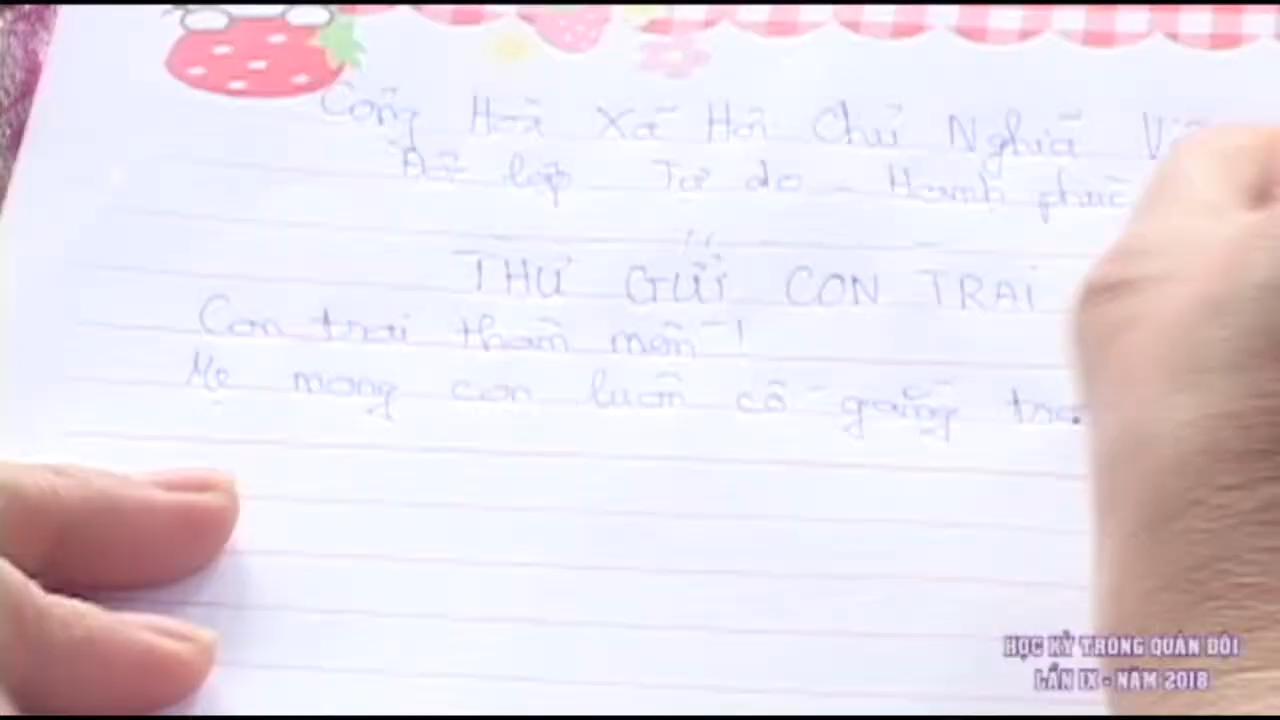 Cộng Hoà Xã Hội Chủ Nghĩa
lập Tự do - Hạnh phúc
THƯ GỬI CON TRAI
Con trai thân mến!
Mẹ mong con luôn cố gắng
HỌC KỲ TRONG QUÂN ĐỘI
LẦN IX - NĂM 2018